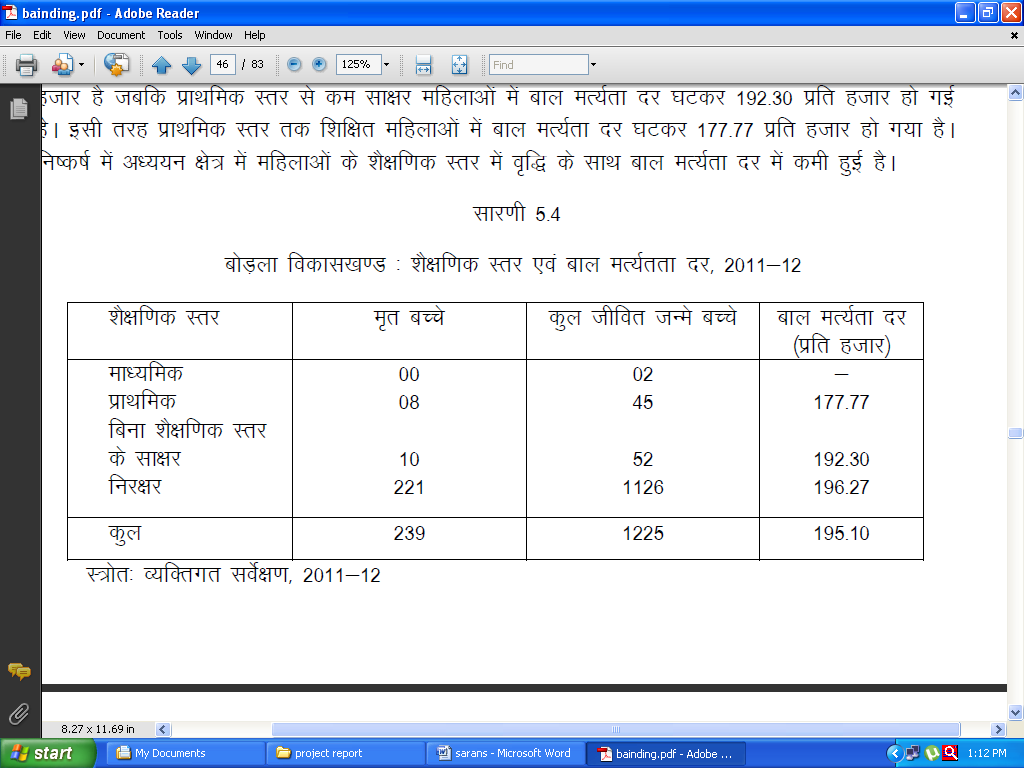 bainding.pdf - Adobe Reader
File Edit View Document Tools Window Help
46 / 83 125% Find
हजार है जबकि प्राथमिक स्तर से कम साक्षर महिलाओं में बाल मर्त्यता दर घटकर 192.30 प्रति हजार हो गई
है। इसी तरह प्राथमिक स्तर तक शिक्षित महिलाओं में बाल मर्त्यता दर घटकर 177.77 प्रति हजार हो गया है।
निष्कर्ष में अध्ययन क्षेत्र में महिलाओं के शैक्षणिक स्तर में वृद्धि के साथ बाल मर्त्यता दर में कमी हुई है।
सारणी 5.4
बोड़ला विकासखण्ड : शैक्षणिक स्तर एवं बाल मर्त्यतता दर, 2011–12
शैक्षणिक स्तर मृत बच्चे कुल जीवित जन्मे बच्चे बाल मर्त्यता दर
(प्रति हजार)
माध्यमिक 00 02 –
प्राथमिक 08 45 177.77
बिना शैक्षणिक स्तर
के साक्षर 10 52 192.30
निरक्षर 221 1126 196.27
कुल 239 1225 195.10
स्त्रोतः व्यक्तिगत सर्वेक्षण, 2011–12
8.27 x 11.69 in
start My Documents project report sarans - Microsoft Word bainding.pdf - Adobe ... 1:12 PM